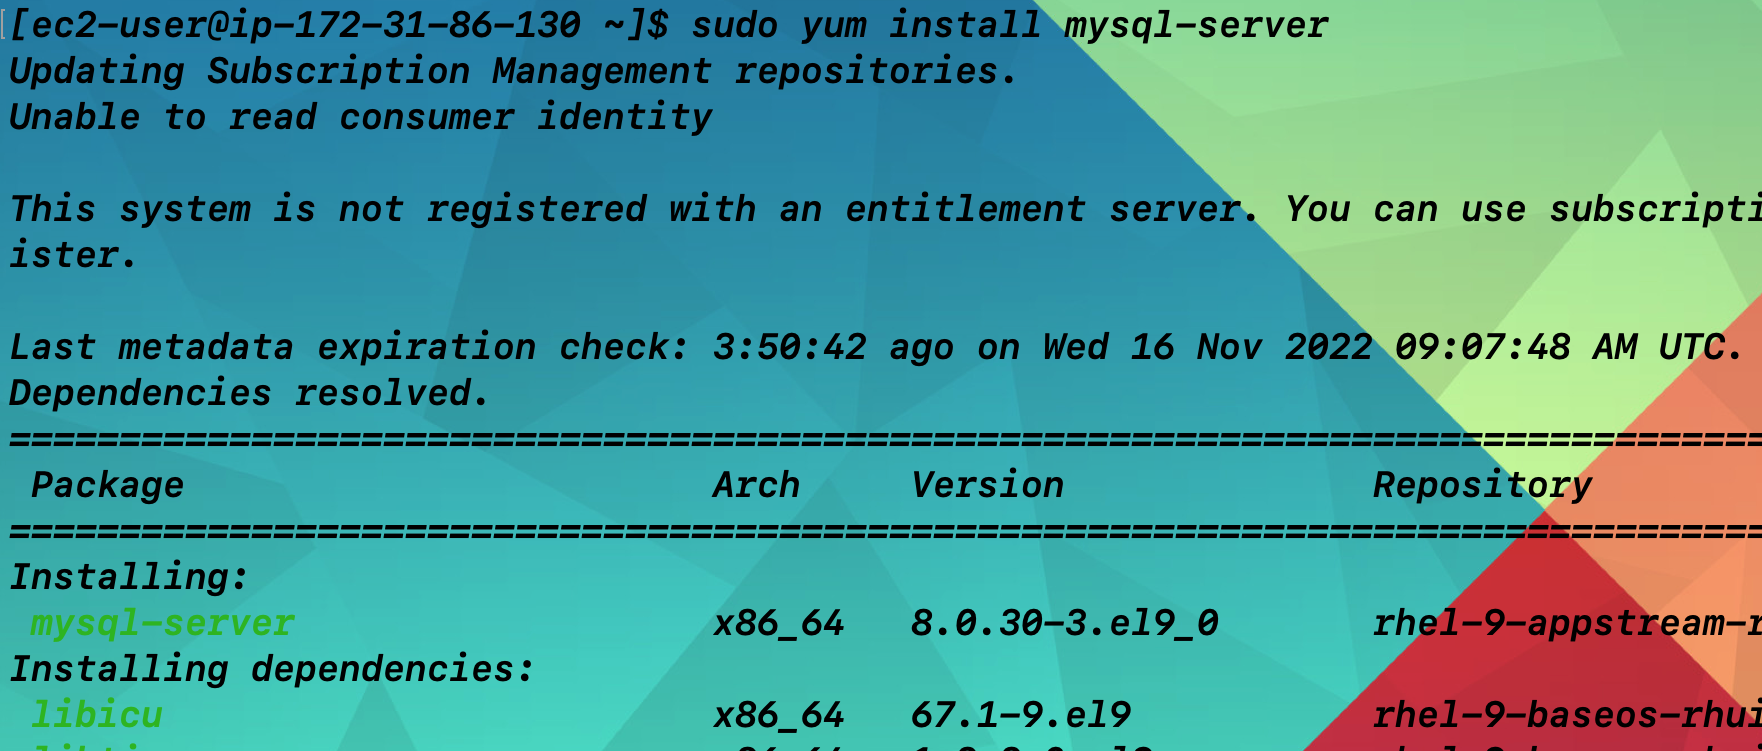 [ec2-user@ip-172-31-86-130 ~]$ sudo yum install mysql-server
Updating Subscription Management repositories.
Unable to read consumer identity
This system is not registered with an entitlement server. You can use subscripti
ister.
Last metadata expiration check: 3:50:42 ago on Wed 16 Nov 2022 09:07:48 AM UTC.
Dependencies resolved.
================================================================================
Package Arch Version Repository
================================================================================
Installing:
mysql-server x86_64 8.0.30-3.el9_0 rhel-9-appstream-r
Installing dependencies:
libicu x86_64 67.1-9.el9 rhel-9-baseos-rhui